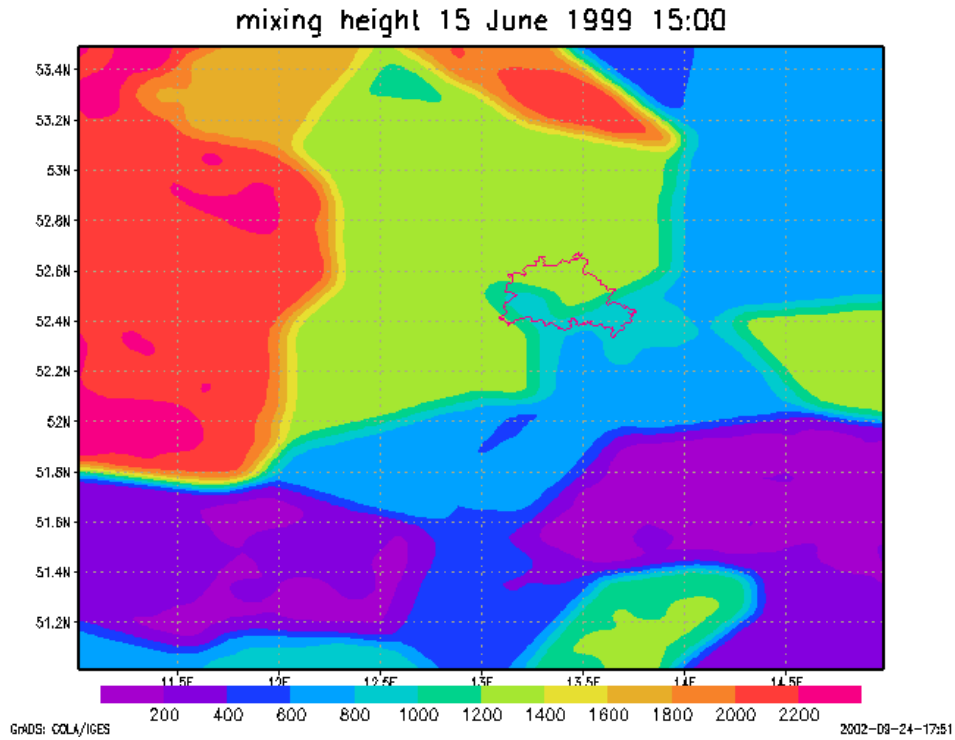 mixing height 15 June 1999 15:00
53.4N
53.2N
53N
52.8N
52.6N
52.4N
52.2N
52N
51.8N
51.6N
51.4N
51.2N
11.5E 12E 12.5E 13E 13.5E 14E 14.5E
200 400 600 800 1000 1200 1400 1600 1800 2000 2200
GrADS: COLA/IGES 2002-09-24-17:51